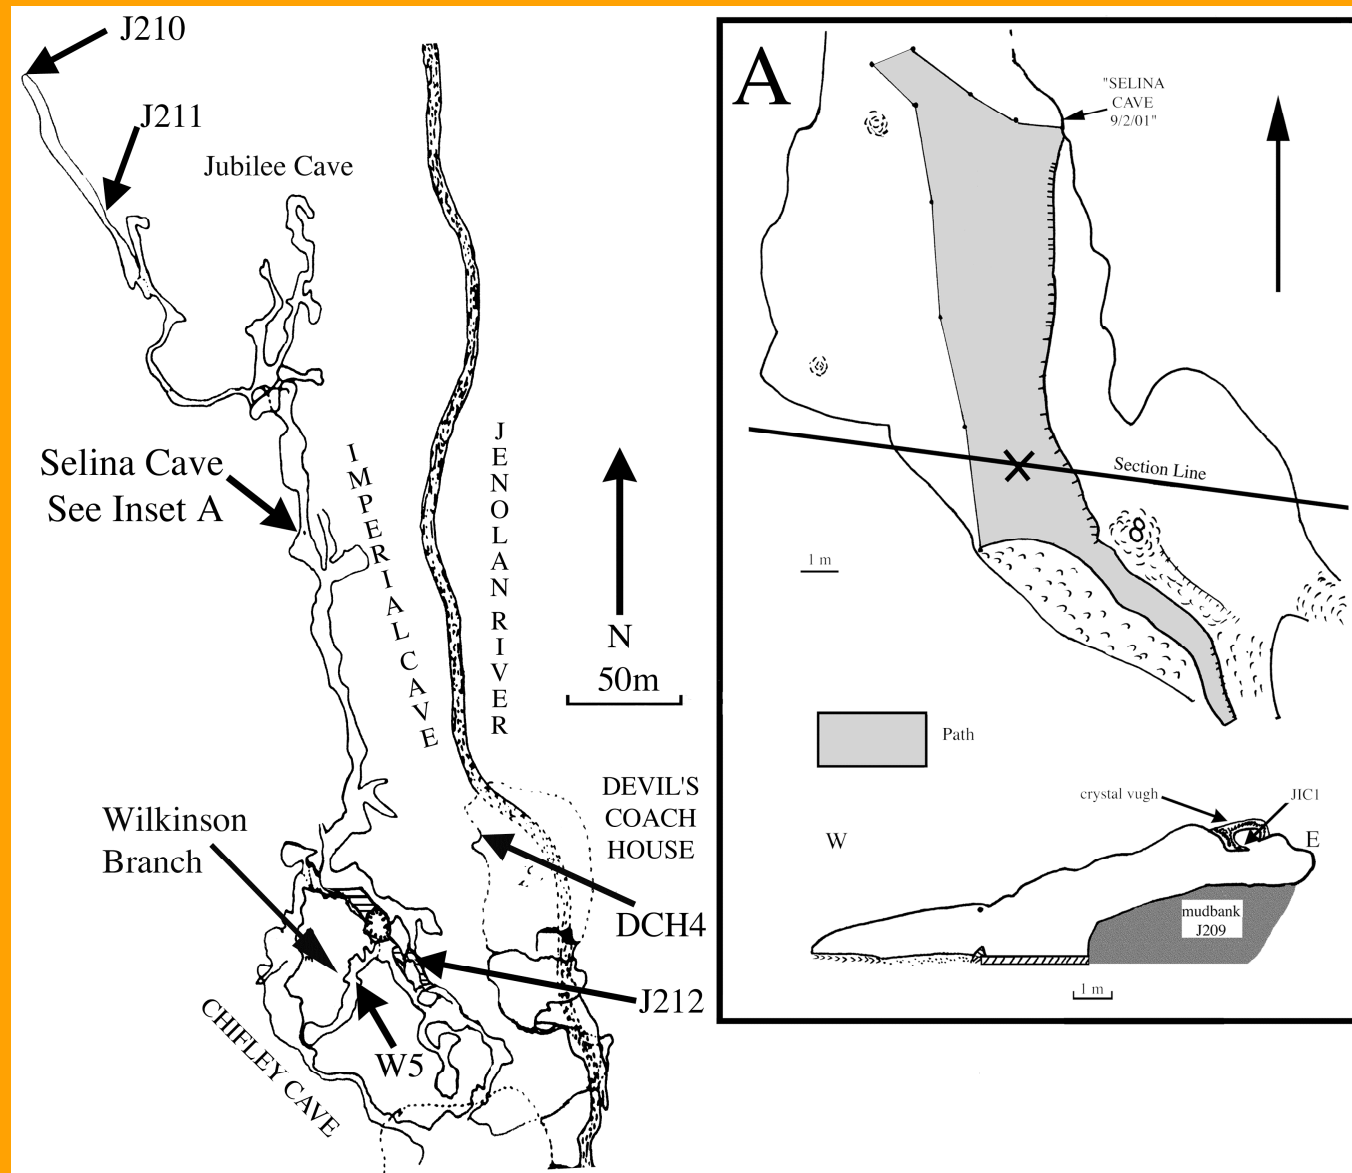 J210
J211
Jubilee Cave
Selina Cave
See Inset A
IMPERIAL CAVE
JENOLAN RIVER
N
50m
Wilkinson
Branch
DEVIL'S
COACH
HOUSE
DCH4
J212
W5
CHIFLEY CAVE
A
"SELINA
CAVE
9/2/01"
Section Line
8
1 m
Path
crystal vugh
JIC1
W
E
mudbank
J209
1 m